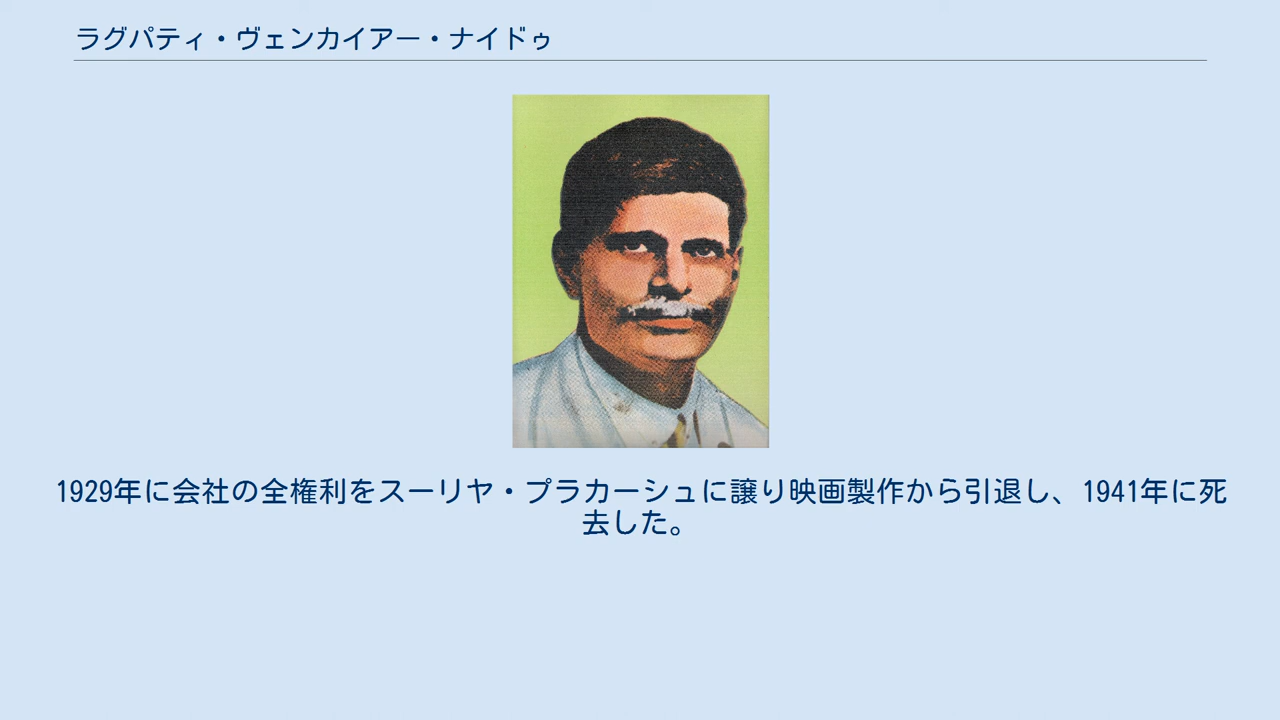 ラグパティ・ヴェンカイアー・ナイドゥ
1929年に会社の全権利をスーリヤ・プラカーシュに譲り映画製作から引退し、1941年に死
去した。